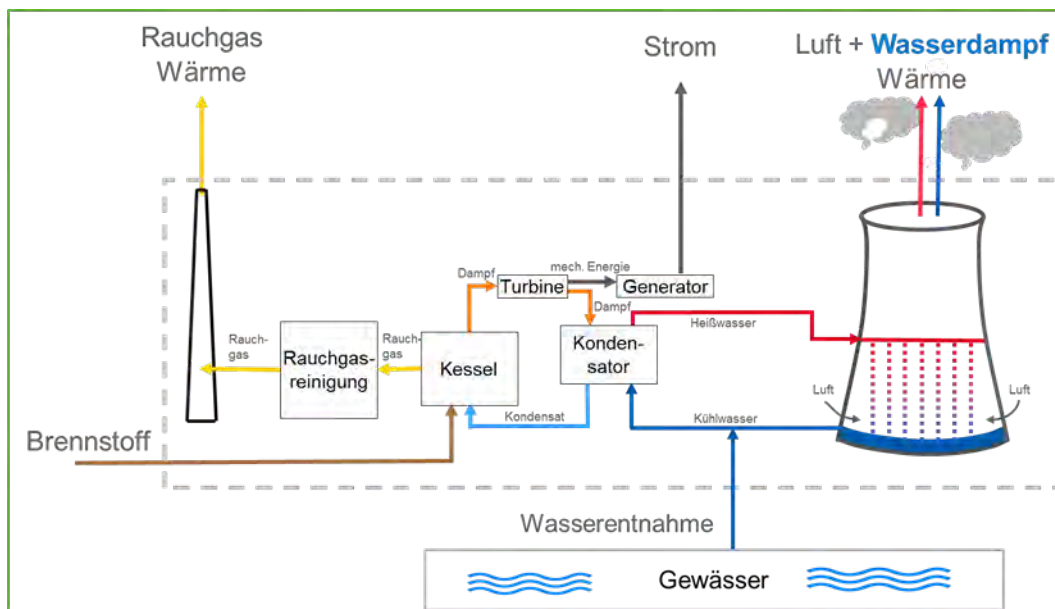 Rauchgas
Wärme
Strom
Luft + Wasserdampf
Wärme
Dampf
mech. Energie
Turbine
Generator
Dampf
Heißwasser
Rauch-
gas
Rauchgas-
reinigung
Rauch-
gas
Kessel
Konden-
sator
Kondensat
Kühlwasser
Luft
Luft
Brennstoff
Wasserentnahme
Gewässer